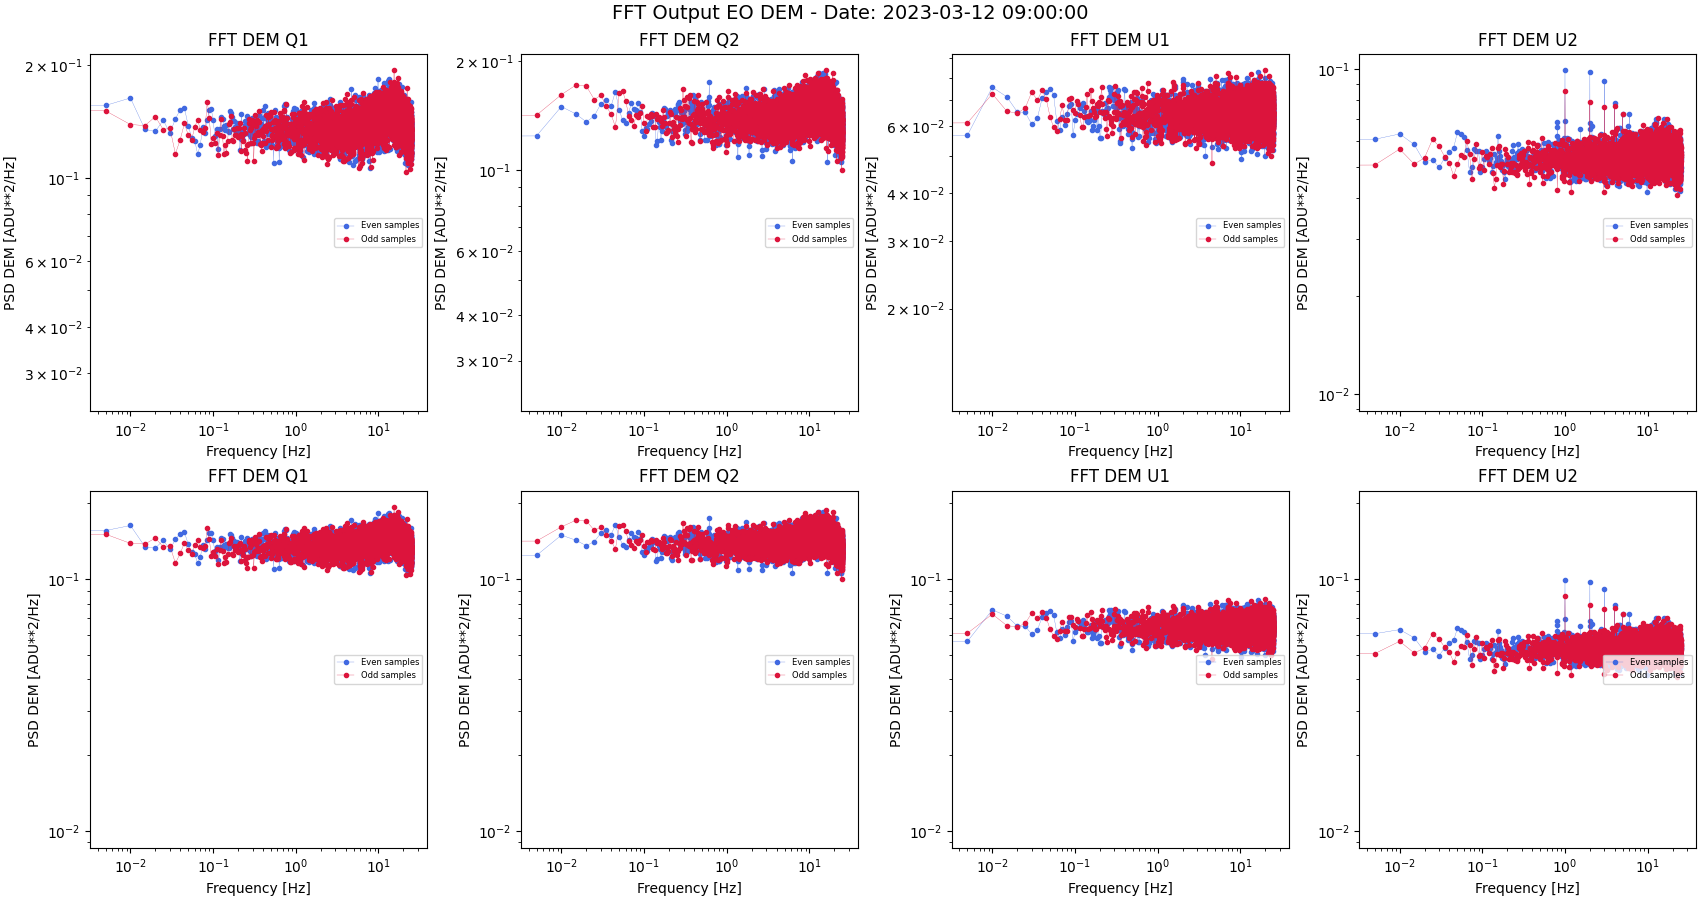 FFT Output EO DEM - Date: 2023-03-12 09:00:00
FFT DEM Q1
PSD DEM [ADU**2/Hz]
2 × 10⁻¹
10⁻¹
6 × 10⁻²
4 × 10⁻²
3 × 10⁻²
Even samples
Odd samples
10⁻² 10⁻¹ 10⁰ 10¹
Frequency [Hz]
FFT DEM Q2
PSD DEM [ADU**2/Hz]
2 × 10⁻¹
10⁻¹
6 × 10⁻²
4 × 10⁻²
3 × 10⁻²
Even samples
Odd samples
10⁻² 10⁻¹ 10⁰ 10¹
Frequency [Hz]
FFT DEM U1
PSD DEM [ADU**2/Hz]
6 × 10⁻²
4 × 10⁻²
3 × 10⁻²
2 × 10⁻²
Even samples
Odd samples
10⁻² 10⁻¹ 10⁰ 10¹
Frequency [Hz]
FFT DEM U2
PSD DEM [ADU**2/Hz]
10⁻¹
10⁻²
Even samples
Odd samples
10⁻² 10⁻¹ 10⁰ 10¹
Frequency [Hz]
FFT DEM Q1
PSD DEM [ADU**2/Hz]
10⁻¹
10⁻²
Even samples
Odd samples
10⁻² 10⁻¹ 10⁰ 10¹
Frequency [Hz]
FFT DEM Q2
PSD DEM [ADU**2/Hz]
10⁻¹
10⁻²
Even samples
Odd samples
10⁻² 10⁻¹ 10⁰ 10¹
Frequency [Hz]
FFT DEM U1
PSD DEM [ADU**2/Hz]
10⁻¹
10⁻²
Even samples
Odd samples
10⁻² 10⁻¹ 10⁰ 10¹
Frequency [Hz]
FFT DEM U2
PSD DEM [ADU**2/Hz]
10⁻¹
10⁻²
Even samples
Odd samples
10⁻² 10⁻¹ 10⁰ 10¹
Frequency [Hz]